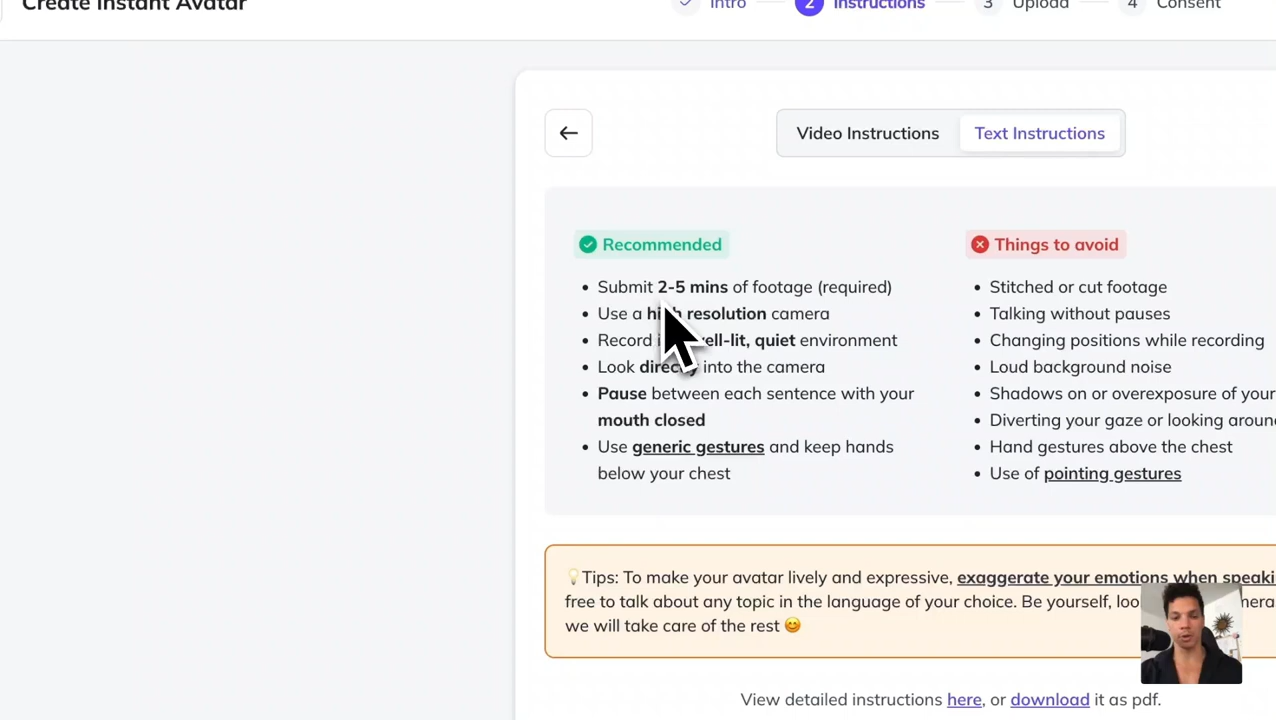 Create Instant Avatar
Intro
2 Instructions
3 Upload
4 Consent
Video Instructions
Text Instructions
Recommended
Submit 2-5 mins of footage (required)
Use a high resolution camera
Record well-lit, quiet environment
Look directly into the camera
Pause between each sentence with your
mouth closed
Use generic gestures and keep hands
below your chest
Things to avoid
Stitched or cut footage
Talking without pauses
Changing positions while recording
Loud background noise
Shadows on or overexposure of your
Diverting your gaze or looking
Hand gestures above the chest
Use of pointing gestures
Tips: To make your avatar lively and expressive, exaggerate your emotions when
free to talk about any topic in the language of your choice. Be yourself,
we will take care of the rest 😊
View detailed instructions here, or download it as pdf.